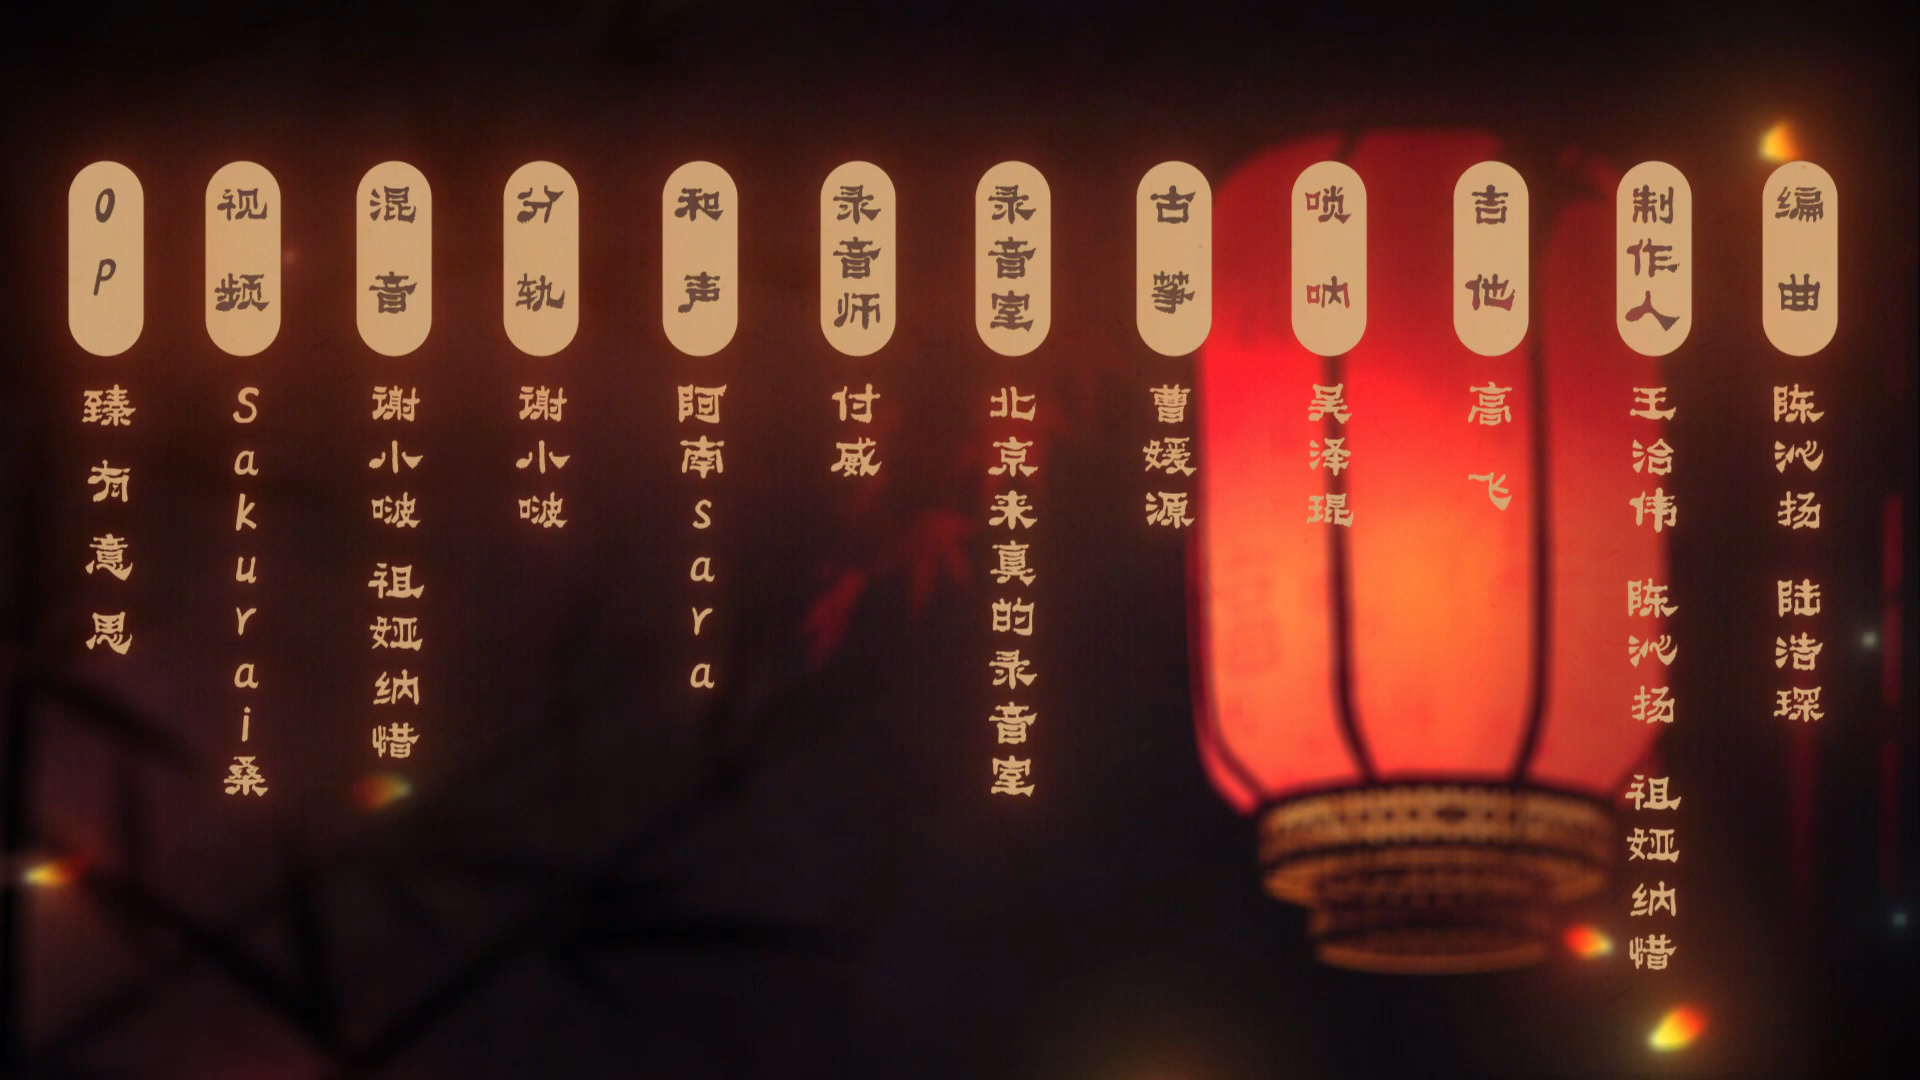 编曲
陈沁扬 陆浩琛
制作人
王洽伟 陈沁扬 祖娅纳惜
吉他
高飞
唢呐
吴泽琨
古筝
曹媛源
录音室
北京来真的录音室
录音师
付威
和声
阿南sara
分轨
谢小啵
混音
谢小啵 祖娅纳惜
视频
Sakurai桑
OP
臻有意思